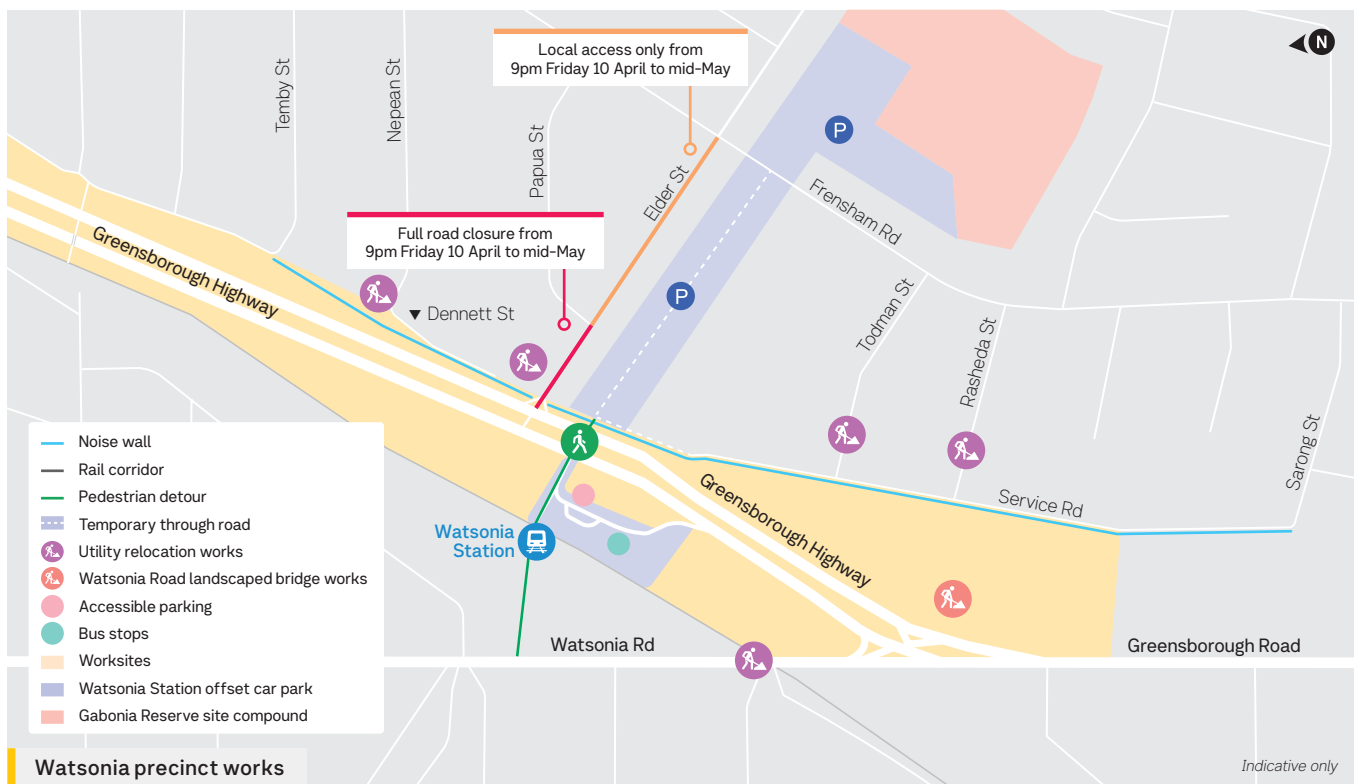 Local access only from
9pm Friday 10 April to mid-May
N
Temby St
Nepean St
Papua St
Elder St
P
Frensham Rd
Full road closure from
9pm Friday 10 April to mid-May
Greensborough Highway
▼ Dennett St
P
Todman St
Rasheda St
Sarong St
Service Rd
Greensborough Highway
Watsonia
Station
Watsonia Rd
Greensborough Road
Noise wall
Rail corridor
Pedestrian detour
Temporary through road
Utility relocation works
Watsonia Road landscaped bridge works
Accessible parking
Bus stops
Worksites
Watsonia Station offset car park
Gabonia Reserve site compound
Watsonia precinct works
Indicative only